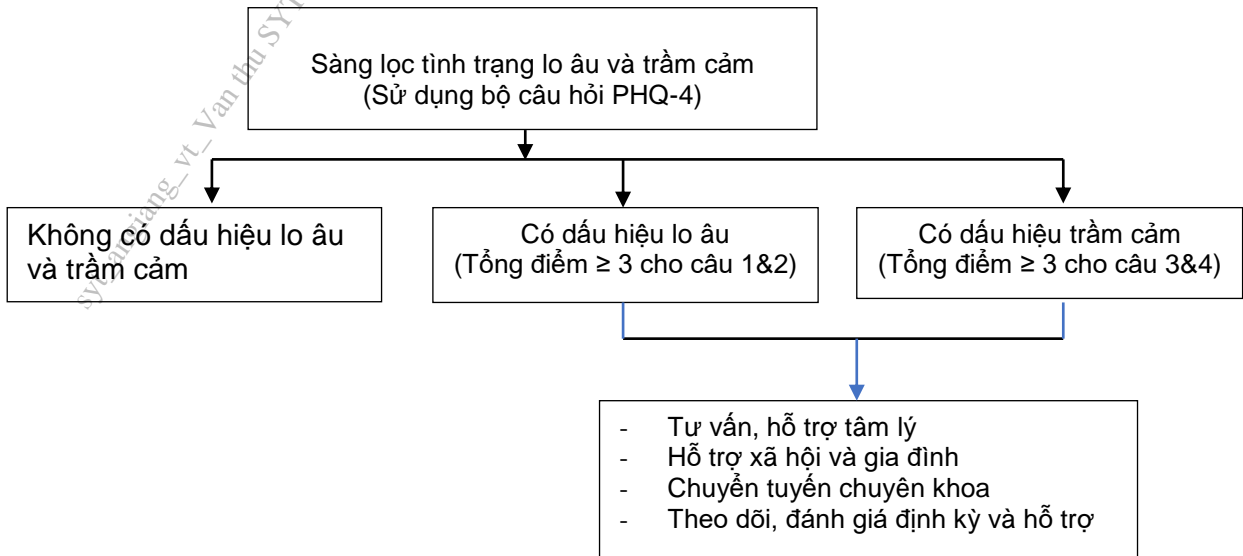 Sàng lọc tình trạng lo âu và trầm cảm
(Sử dụng bộ câu hỏi PHQ-4)
Không có dấu hiệu lo âu
và trầm cảm
Có dấu hiệu lo âu
(Tổng điểm ≥ 3 cho câu 1&2)
Có dấu hiệu trầm cảm
(Tổng điểm ≥ 3 cho câu 3&4)
- Tư vấn, hỗ trợ tâm lý
- Hỗ trợ xã hội và gia đình
- Chuyển tuyến chuyên khoa
- Theo dõi, đánh giá định kỳ và hỗ trợ